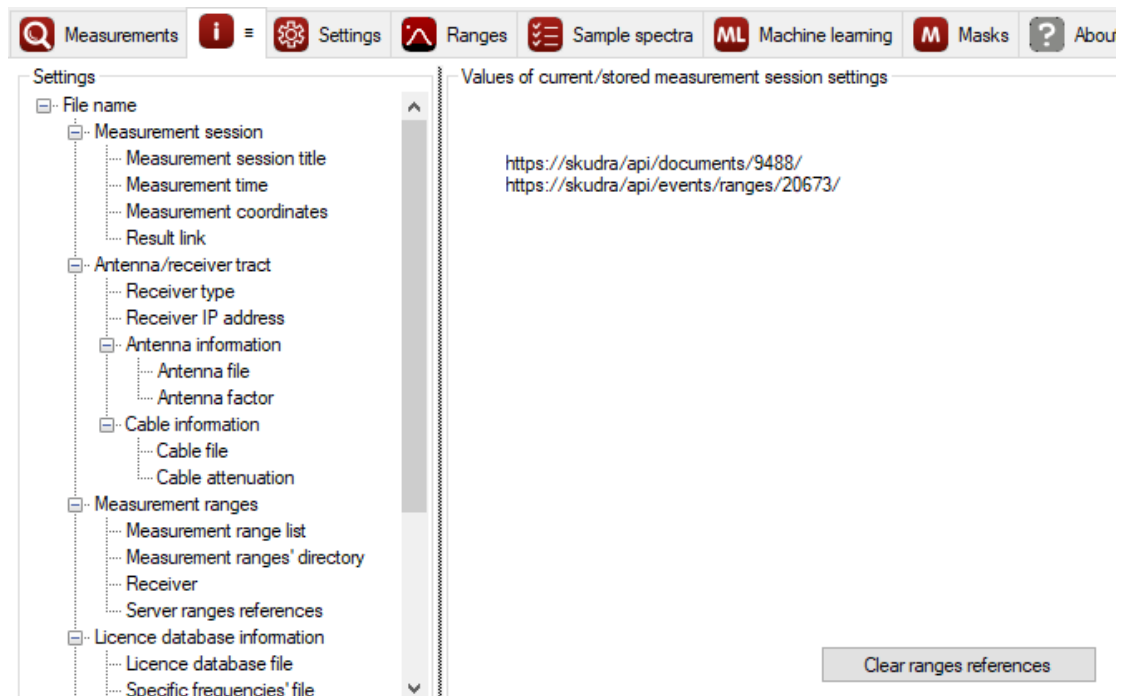 Measurements i ≡ Settings Ranges Sample spectra ML Machine learning M Masks ? Abou
Settings
File name
Measurement session
Measurement session title
Measurement time
Measurement coordinates
Result link
Antenna/receiver tract
Receiver type
Receiver IP address
Antenna information
Antenna file
Antenna factor
Cable information
Cable file
Cable attenuation
Measurement ranges
Measurement range list
Measurement ranges' directory
Receiver
Server ranges references
Licence database information
Licence database file
Specific frequencies' file
Values of current/stored measurement session settings
https://skudra/api/documents/9488/
https://skudra/api/events/ranges/20673/
Clear ranges references